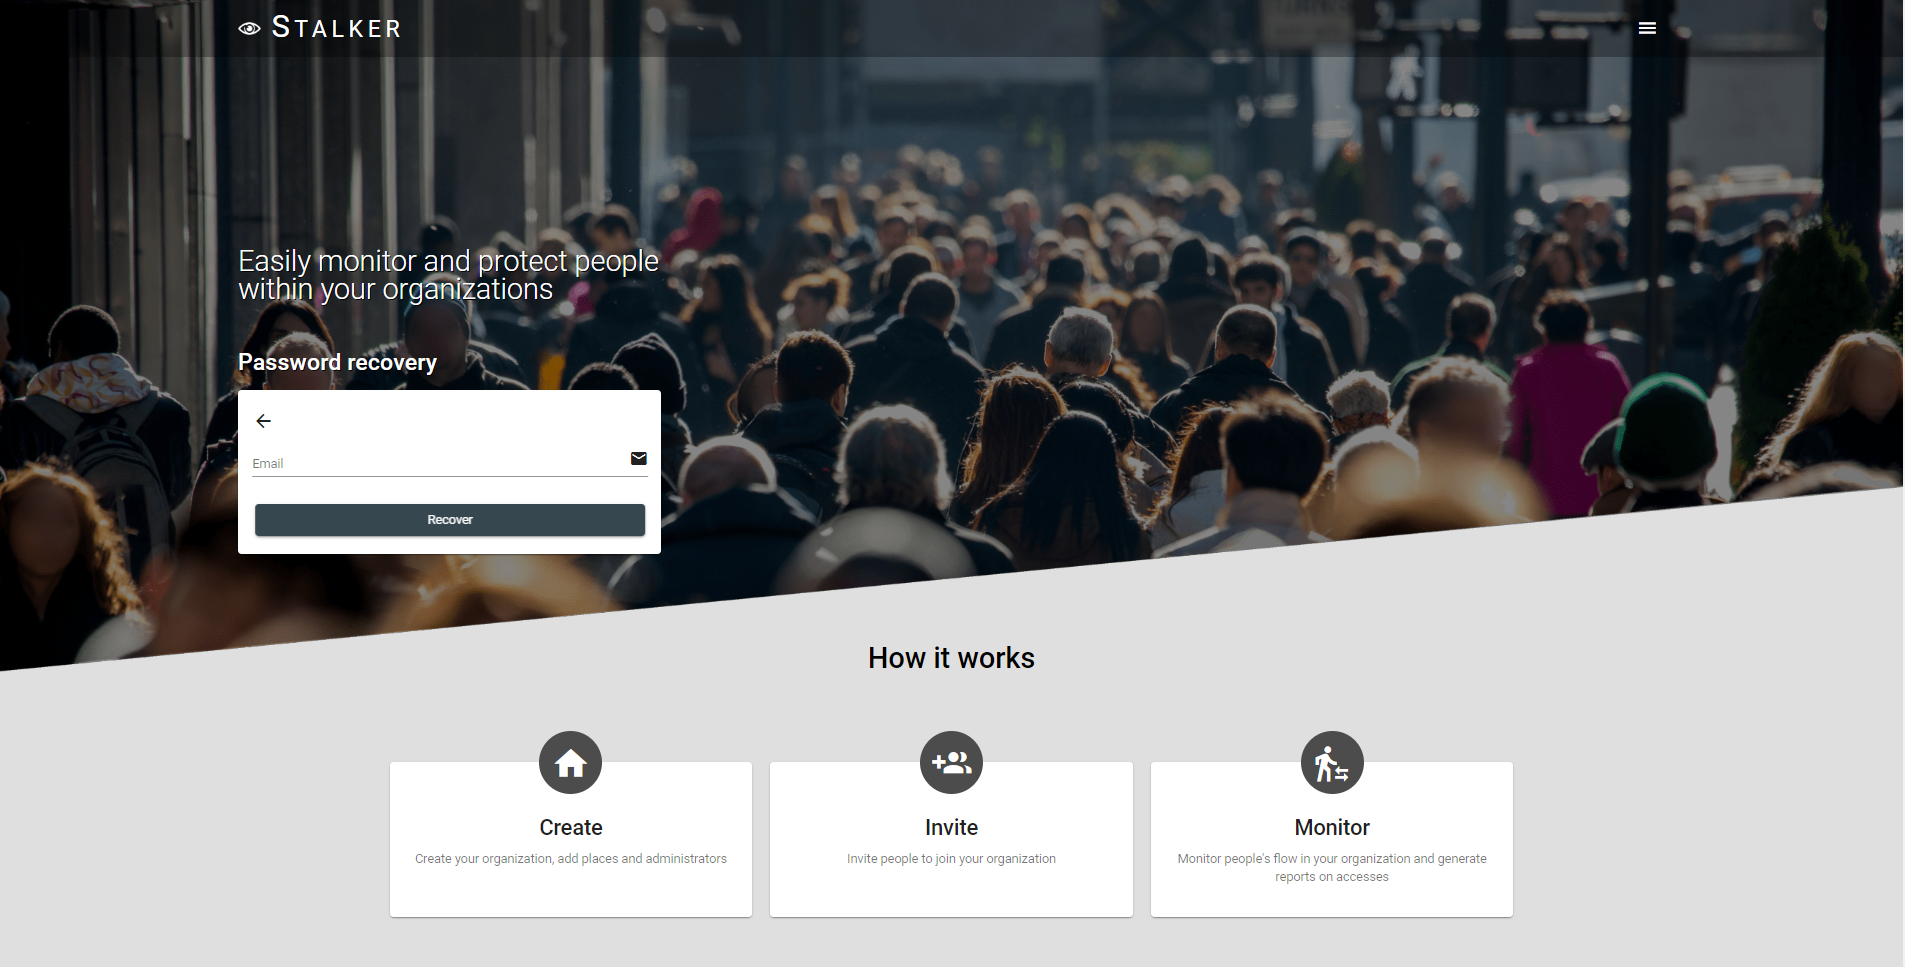 STALKER
Easily monitor and protect people
within your organizations
Password recovery
Email
Recover
How it works
Create
Create your organization, add places and administrators
Invite
Invite people to join your organization
Monitor
Monitor people's flow in your organization and generate
reports on accesses